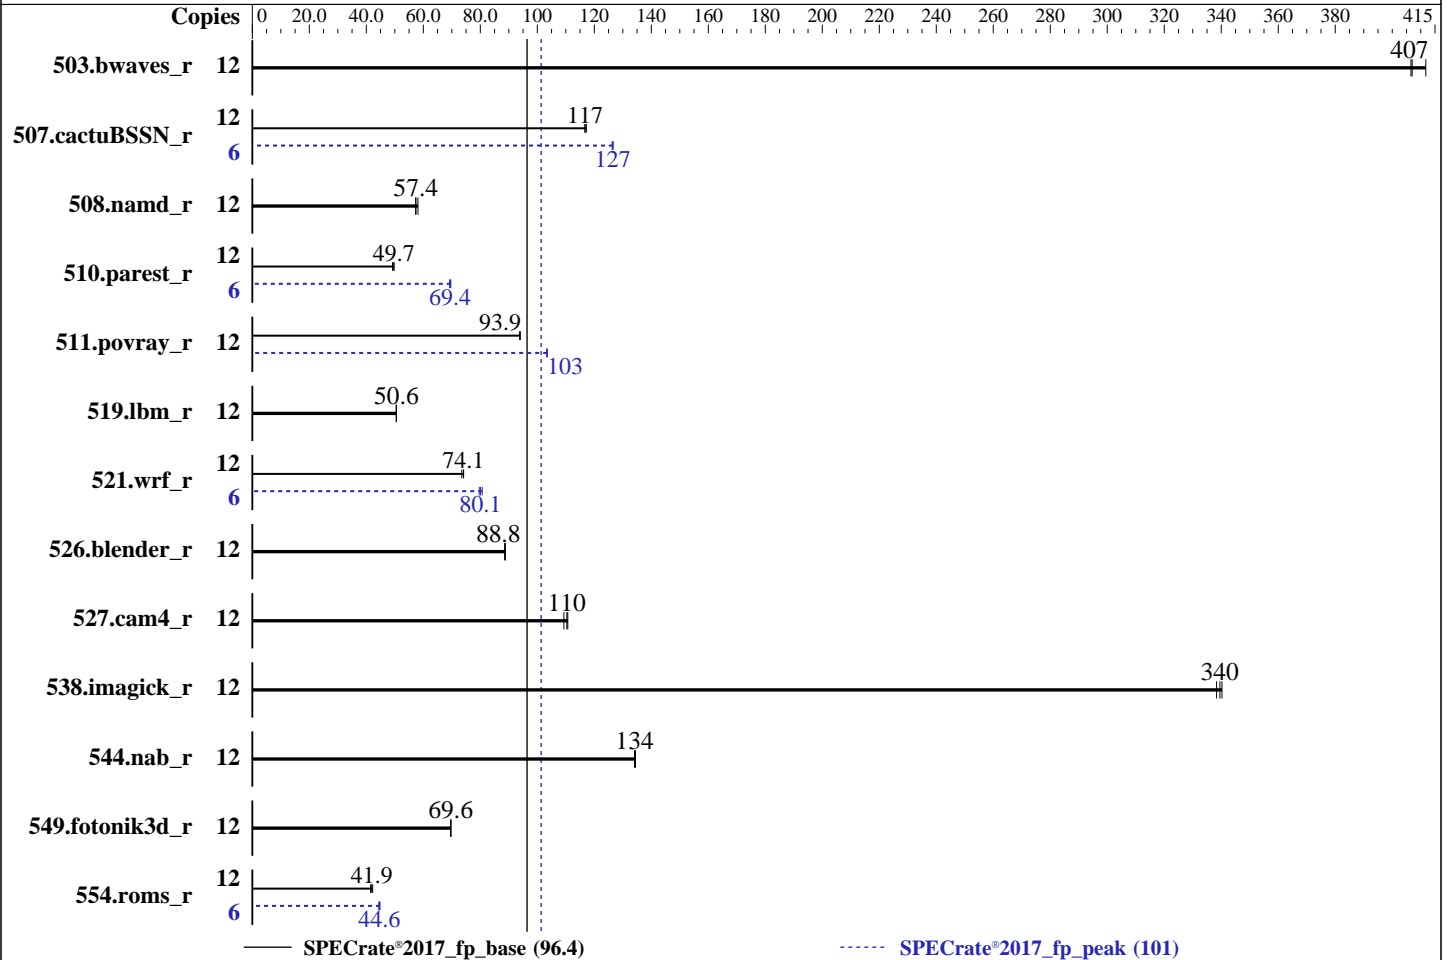 Copies 0 20.0 40.0 60.0 80.0 100 120 140 160 180 200 220 240 260 280 300 320 340 360 380 415
407
503.bwaves_r 12
12 117
507.cactuBSSN_r
6 127
57.4
508.namd_r 12
12 49.7
510.parest_r
6 69.4
93.9
511.povray_r 12
103
50.6
519.lbm_r 12
12 74.1
521.wrf_r
6 80.1
88.8
526.blender_r 12
110
527.cam4_r 12
340
538.imagick_r 12
134
544.nab_r 12
69.6
549.fotonik3d_r 12
12 41.9
554.roms_r
6 44.6
SPECrate®2017_fp_base (96.4) SPECrate®2017_fp_peak (101)